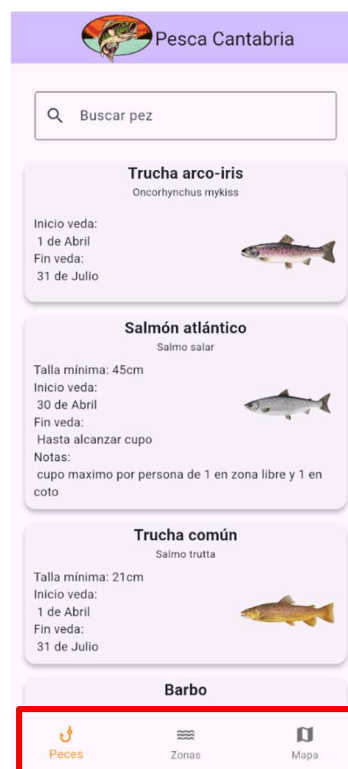 Pesca Cantabria
Buscar pez
Trucha arco-iris
Oncorhynchus mykiss
Inicio veda:
1 de Abril
Fin veda:
31 de Julio
Salmón atlántico
Salmo salar
Talla mínima: 45cm
Inicio veda:
30 de Abril
Fin veda:
Hasta alcanzar cupo
Notas:
cupo maximo por persona de 1 en zona libre y 1 en
coto
Trucha común
Salmo trutta
Talla mínima: 21cm
Inicio veda:
1 de Abril
Fin veda:
31 de Julio
Barbo
Peces
Zonas
Mapa